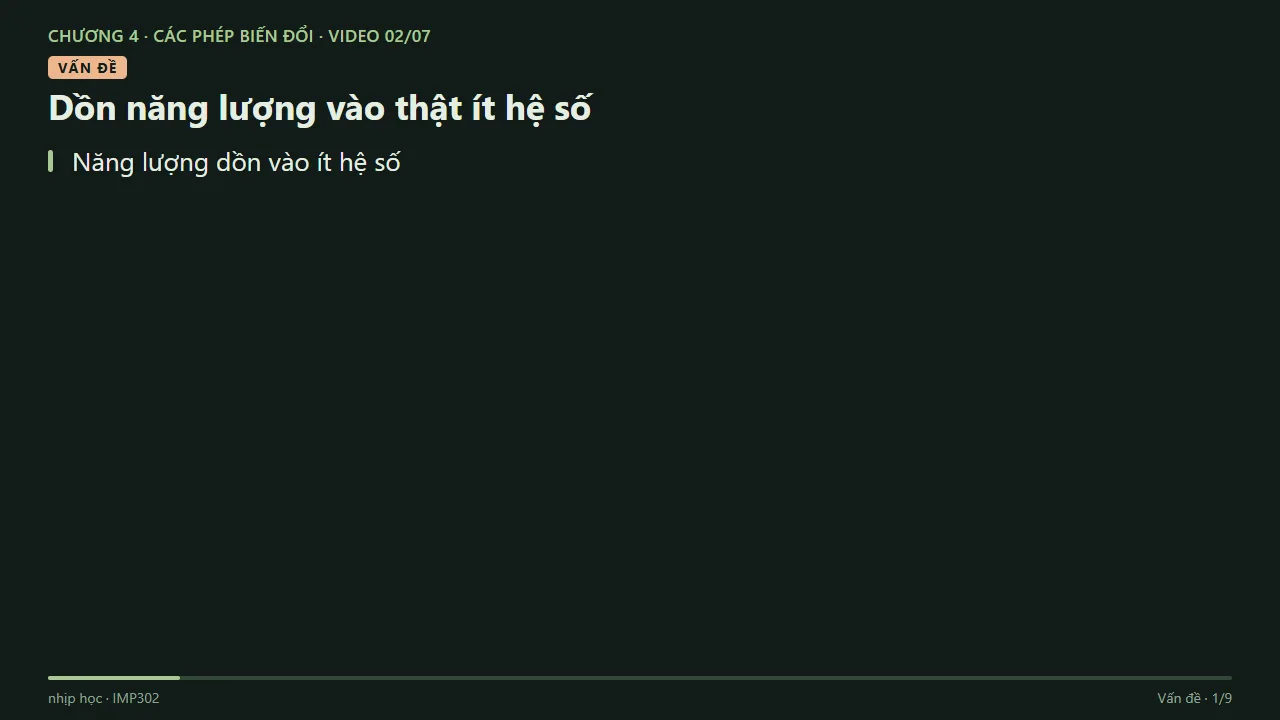 CHƯƠNG 4 · CÁC PHÉP BIẾN ĐỔI · VIDEO 02/07
VẤN ĐỀ
Dồn năng lượng vào thật ít hệ số
Năng lượng dồn vào ít hệ số
nhịp học · IMP302
Vấn đề · 1/9